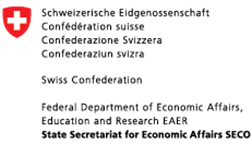 Schweizerische Eidgenossenschaft
Confédération suisse
Confederazione Svizzera
Confederaziun svizra
Swiss Confederation
Federal Department of Economic Affairs,
Education and Research EAER
State Secretariat for Economic Affairs SECO